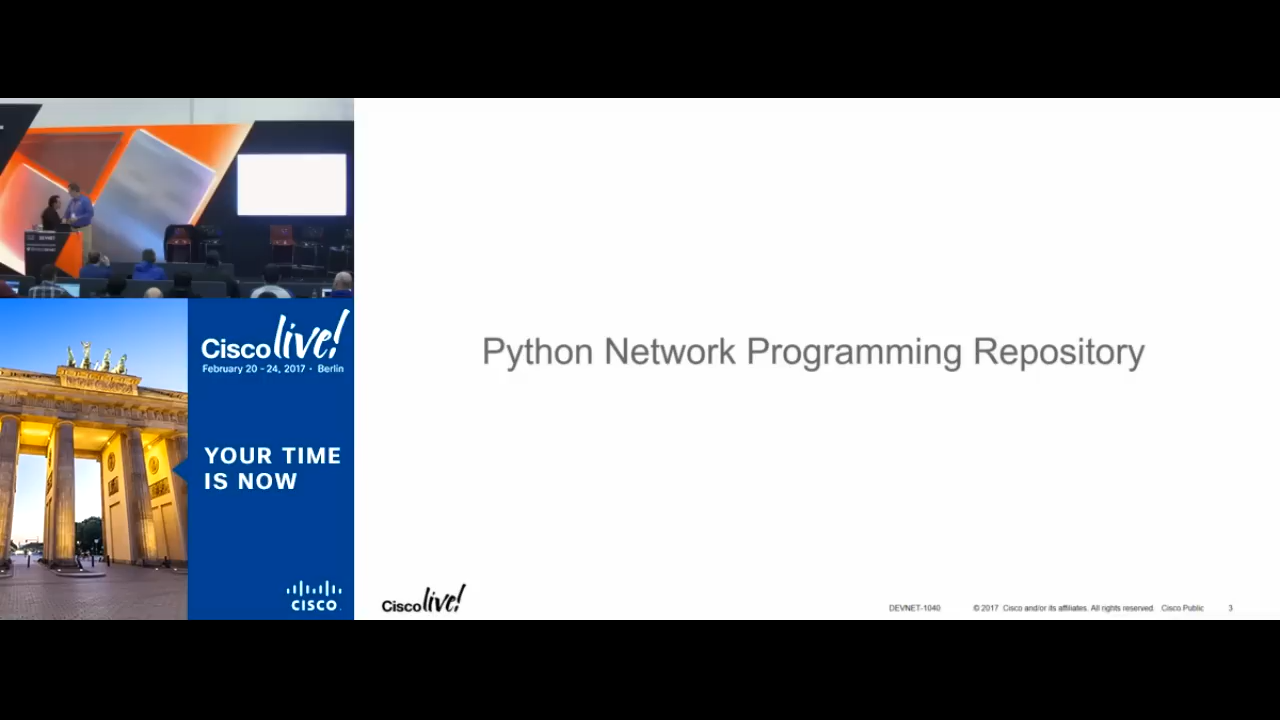 Cisco live!
February 20 - 24, 2017 • Berlin
YOUR TIME
IS NOW
CISCO
Python Network Programming Repository
Cisco live!
DEVNET-1040 © 2017 Cisco and/or its affiliates. All rights reserved. Cisco Public 3